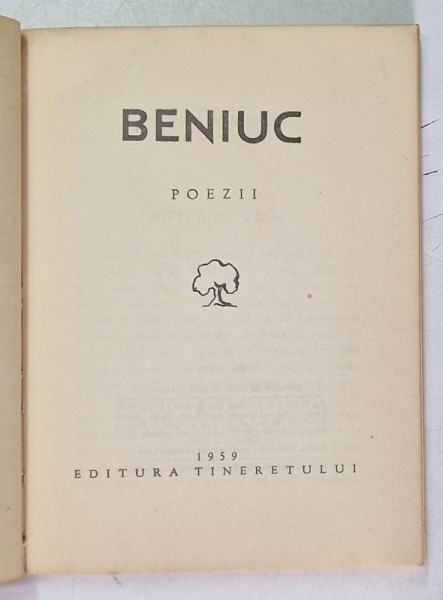 BENIUC
POEZII
1959
EDITURA TINERETULUI